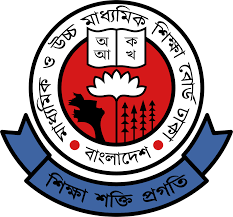 মাধ্যমিক ও উচ্চ মাধ্যমিক শিক্ষা বোর্ড ঢাকা
অ ক
আ খ
বাংলাদেশ
শিক্ষা শক্তি প্রগতি